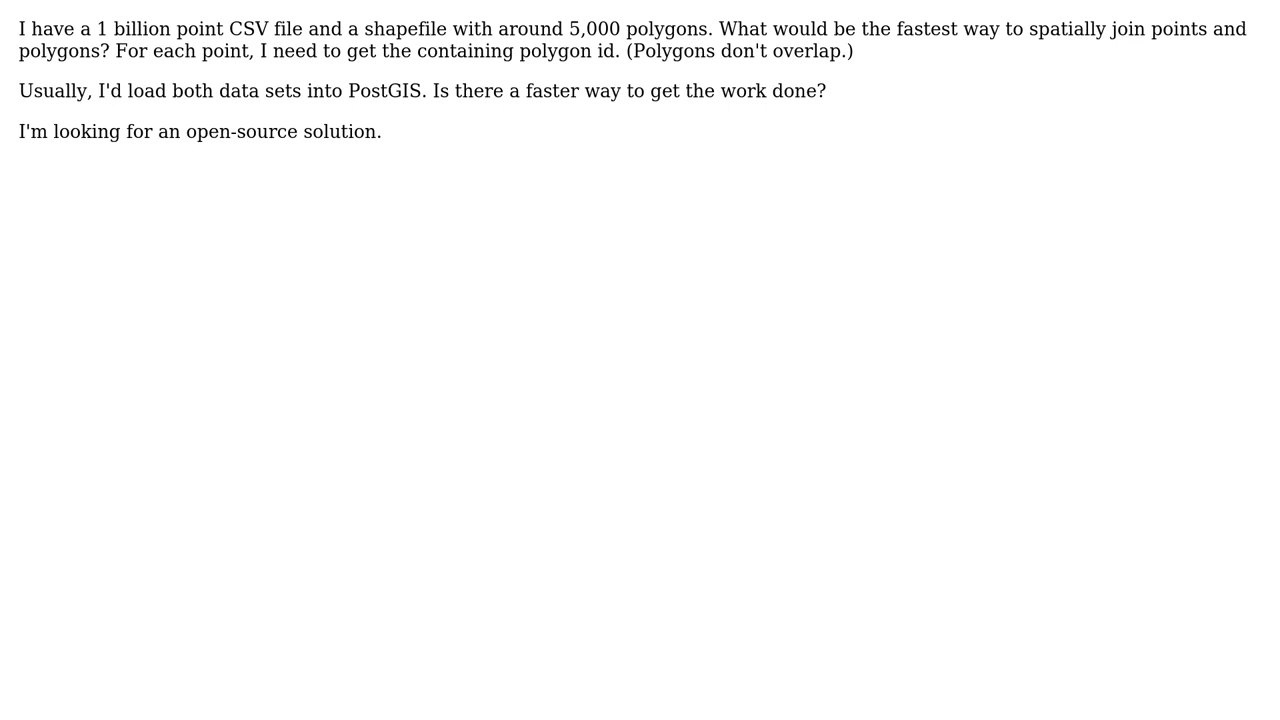 I have a 1 billion point CSV file and a shapefile with around 5,000 polygons. What would be the fastest way to spatially join points and
polygons? For each point, I need to get the containing polygon id. (Polygons don't overlap.)
Usually, I'd load both data sets into PostGIS. Is there a faster way to get the work done?
I'm looking for an open-source solution.